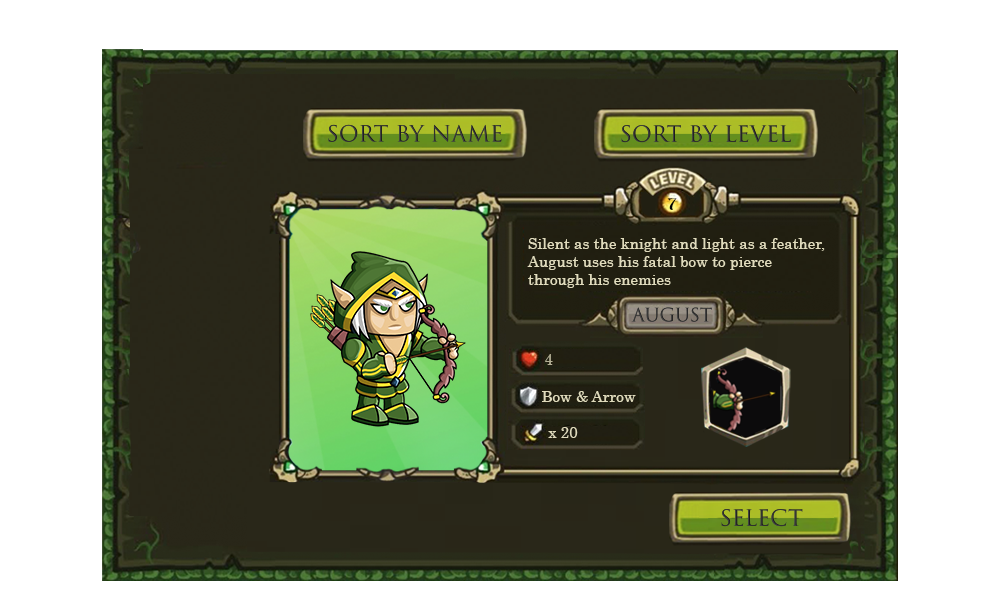 SORT BY NAME
SORT BY LEVEL
LEVEL
7
Silent as the knight and light as a feather,
August uses his fatal bow to pierce
through his enemies
AUGUST
4
Bow & Arrow
x 20
SELECT